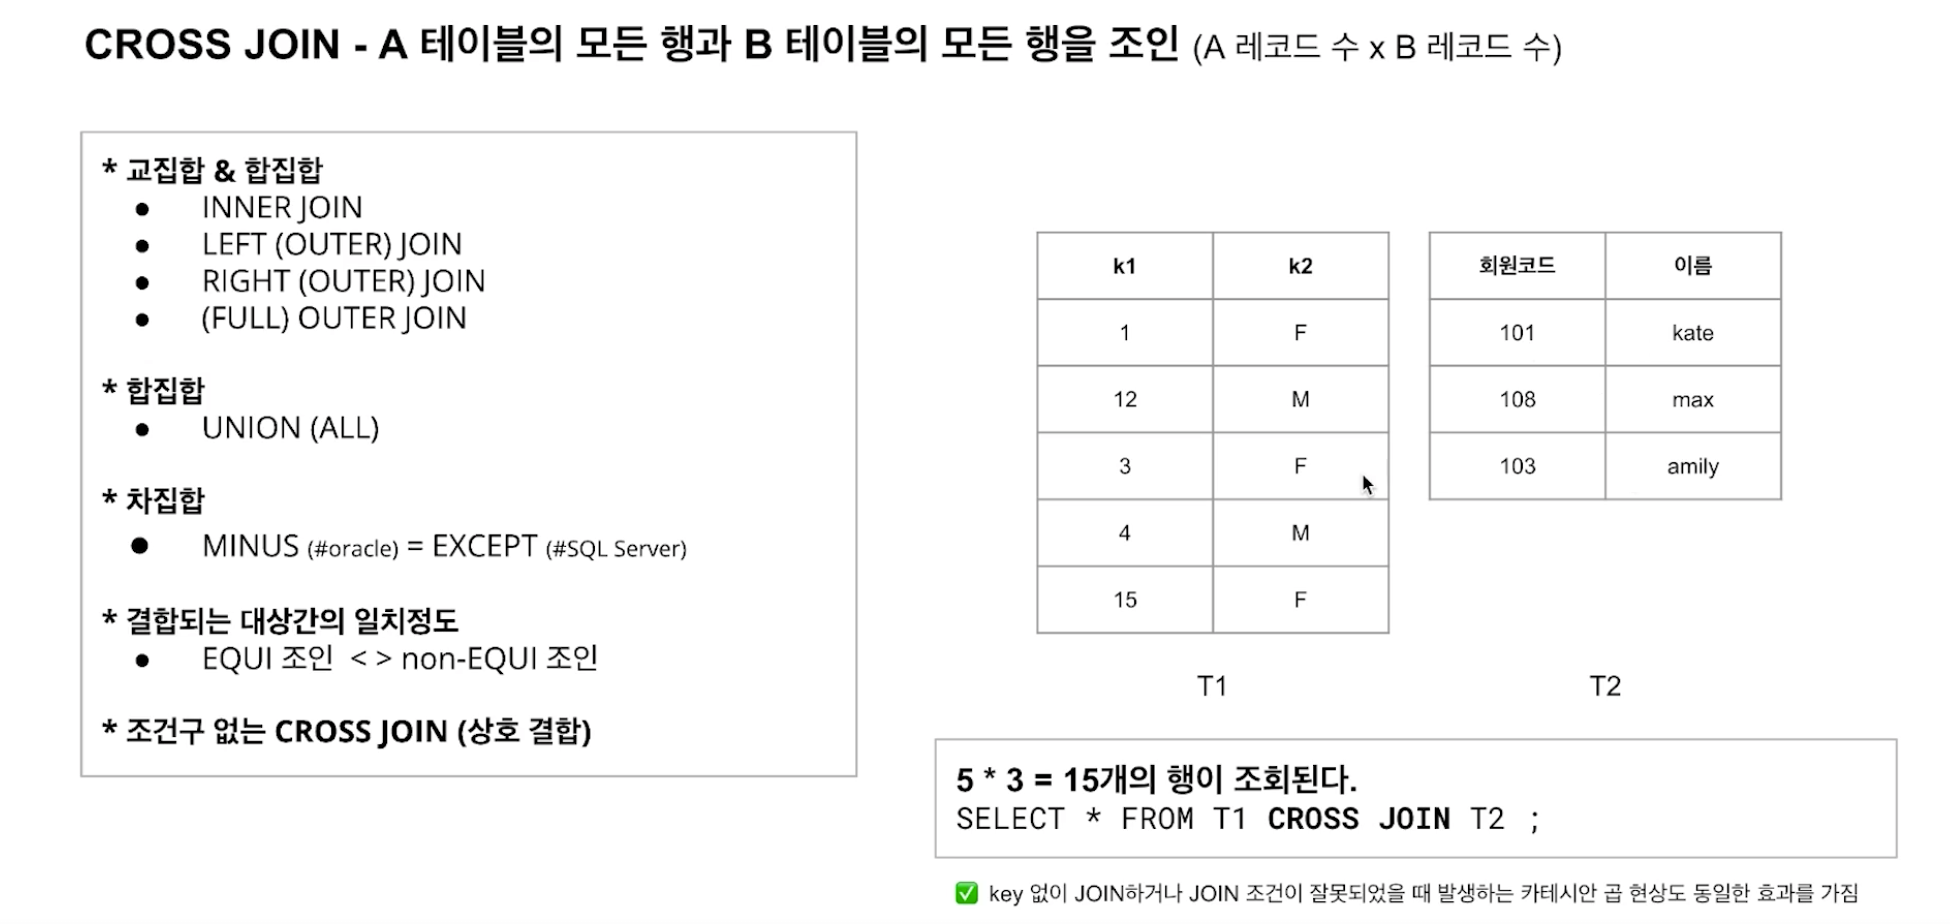 CROSS JOIN - A 테이블의 모든 행과 B 테이블의 모든 행을 조인 (A 레코드 수 x B 레코드 수)
* 교집합 & 합집합
● INNER JOIN
● LEFT (OUTER) JOIN
● RIGHT (OUTER) JOIN
● (FULL) OUTER JOIN
* 합집합
● UNION (ALL)
* 차집합
● MINUS (#oracle) = EXCEPT (#SQL Server)
* 결합되는 대상간의 일치정도
● EQUI 조인 < > non-EQUI 조인
* 조건구 없는 CROSS JOIN (상호 결합)
k1 k2
1 F
12 M
3 F
4 M
15 F
T1
회원코드 이름
101 kate
108 max
103 amily
T2
5 * 3 = 15개의 행이 조회된다.
SELECT * FROM T1 CROSS JOIN T2 ;
✅ key 없이 JOIN하거나 JOIN 조건이 잘못되었을 때 발생하는 카테시안 곱 현상도 동일한 효과를 가짐